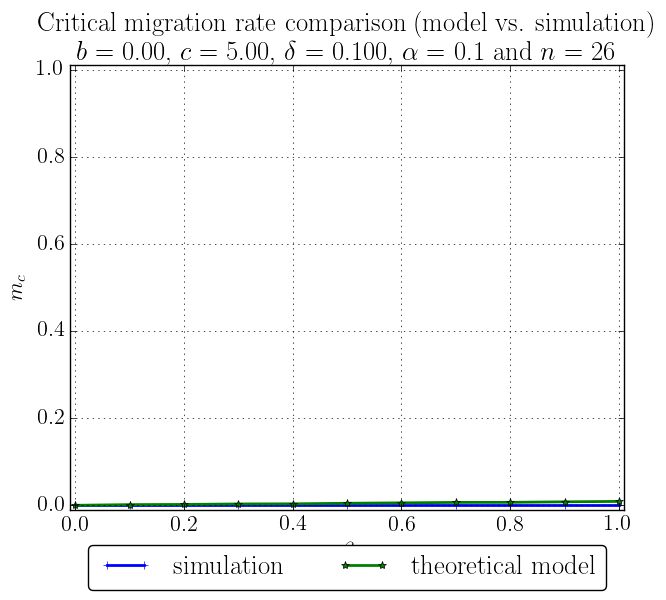 Critical migration rate comparison (model vs. simulation)
b = 0.00, c = 5.00, δ = 0.100, α = 0.1 and n = 26
1.0
0.8
0.6
0.4
0.2
0.0
m_c
0.0 0.2 0.4 0.6 0.8 1.0
simulation theoretical model